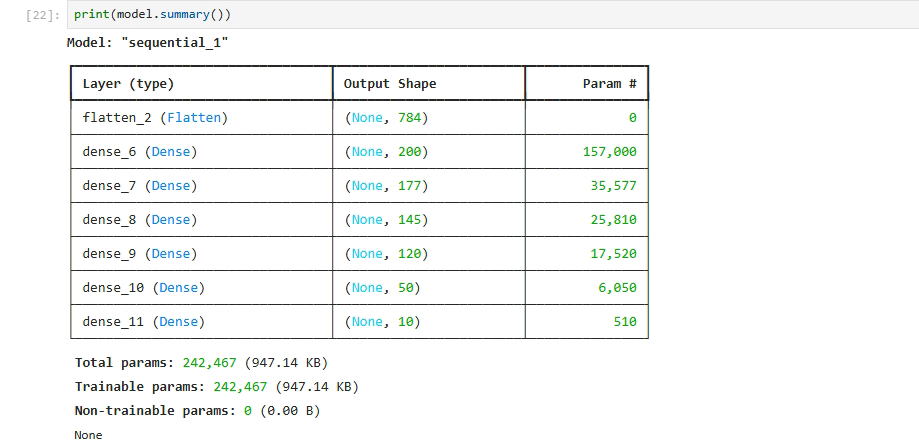 [22]: print(model.summary())
Model: "sequential_1"
Layer (type) Output Shape Param #
flatten_2 (Flatten) (None, 784) 0
dense_6 (Dense) (None, 200) 157,000
dense_7 (Dense) (None, 177) 35,577
dense_8 (Dense) (None, 145) 25,810
dense_9 (Dense) (None, 120) 17,520
dense_10 (Dense) (None, 50) 6,050
dense_11 (Dense) (None, 10) 510
Total params: 242,467 (947.14 KB)
Trainable params: 242,467 (947.14 KB)
Non-trainable params: 0 (0.00 B)
None